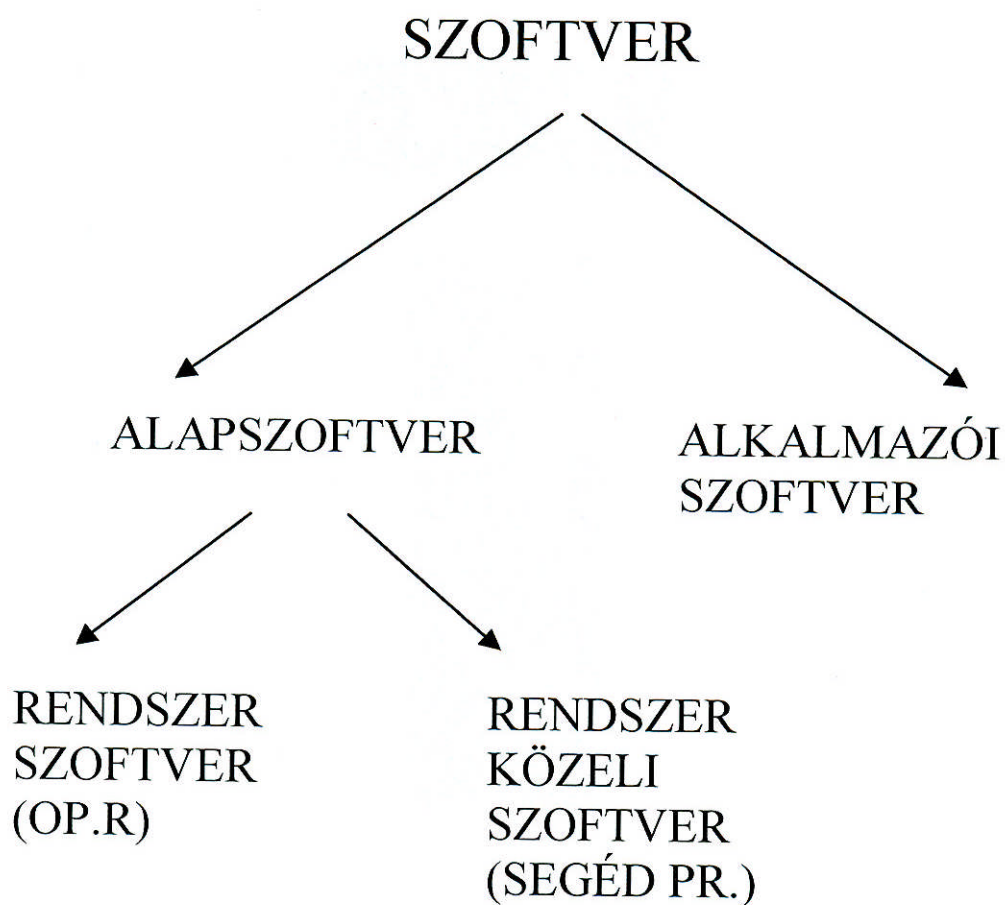 SZOFTVER
ALAPSZOFTVER
ALKALMAZÓI
SZOFTVER
RENDSZER
SZOFTVER
(OP.R)
RENDSZER
KÖZELI
SZOFTVER
(SEGÉD PR.)